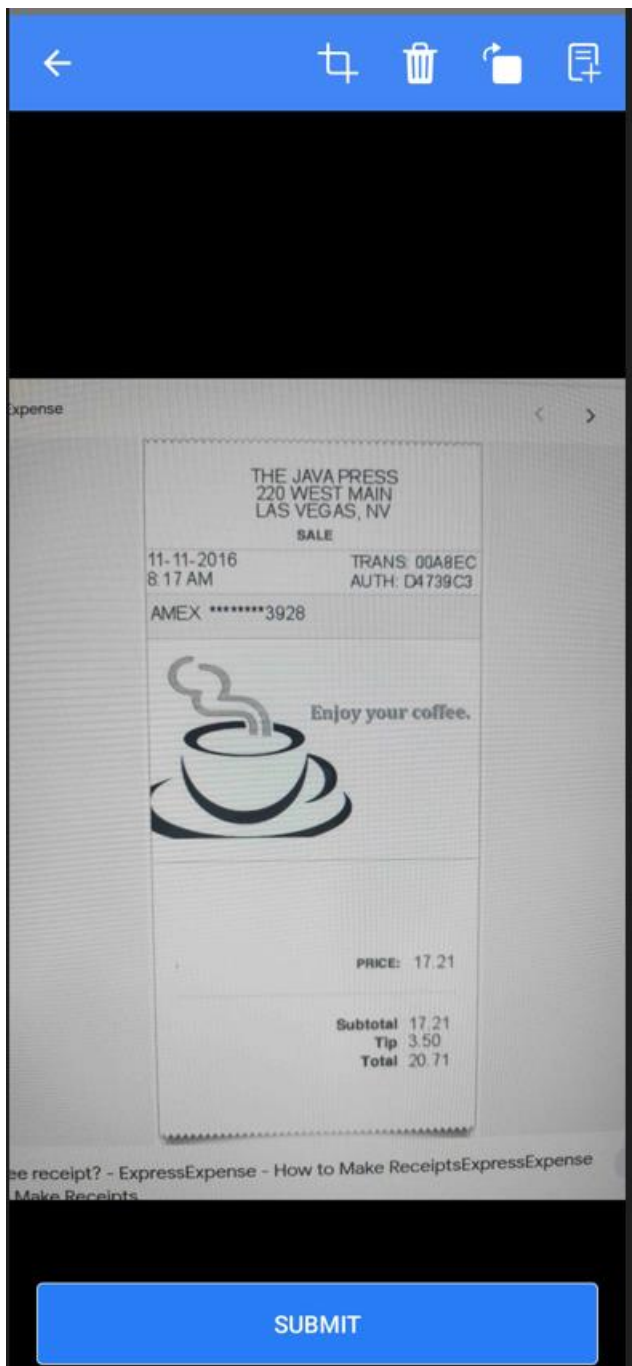 xpense
THE JAVA PRESS
220 WEST MAIN
LAS VEGAS, NV
SALE
11-11-2016 TRANS: 00A8EC
8:17 AM AUTH: D4739C3
AMEX ********3928
Enjoy your coffee.
PRICE: 17.21
Subtotal 17.21
Tip 3.50
Total 20.71
ee receipt? - ExpressExpense - How to Make ReceiptsExpressExpense
Make Receipts
SUBMIT